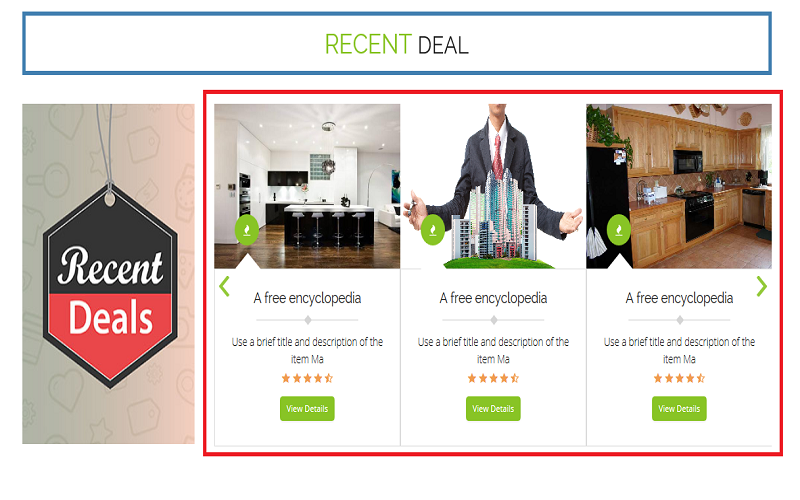 RECENT DEAL
Recent
Deals
A free encyclopedia
Use a brief title and description of the
item Ma
View Details
A free encyclopedia
Use a brief title and description of the
item Ma
View Details
A free encyclopedia
Use a brief title and description of the
item Ma
View Details